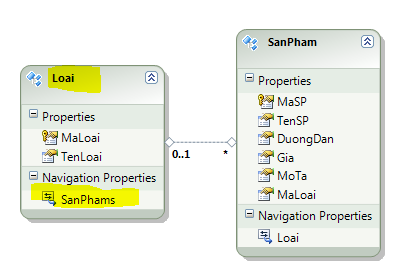 Loai
Properties
MaLoai
TenLoai
Navigation Properties
SanPhams
0..1
*
SanPham
Properties
MaSP
TenSP
DuongDan
Gia
MoTa
MaLoai
Navigation Properties
Loai